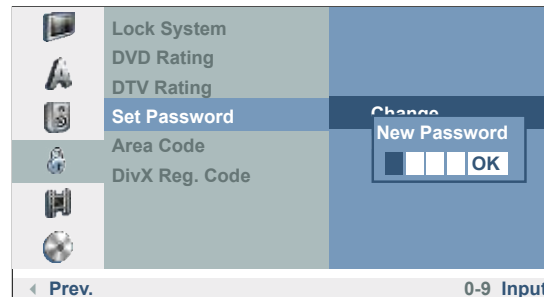 Lock System
DVD Rating
DTV Rating
Set Password
Change
New Password
OK
Area Code
DivX Reg. Code
Prev.
0-9 Input